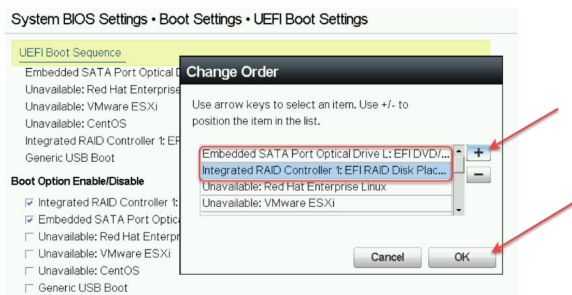 System BIOS Settings • Boot Settings • UEFI Boot Settings
UEFI Boot Sequence
Embedded SATA Port Optical
Unavailable: Red Hat Enterprise
Unavailable: VMware ESXi
Unavailable: CentOS
Integrated RAID Controller 1: EF
Generic USB Boot
Boot Option Enable/Disable
Integrated RAID Controller 1:
Embedded SATA Port Optic
Unavailable: Red Hat Enterpr
Unavailable: VMware ESXi
Unavailable: CentOS
Generic USB Boot
Change Order
Use arrow keys to select an item. Use +/- to
position the item in the list.
Embedded SATA Port Optical Drive L: EFI DVD/...
Integrated RAID Controller 1: EFI RAID Disk Plac...
Unavailable: Red Hat Enterprise Linux
Unavailable: VMware ESXi
+
-
Cancel OK